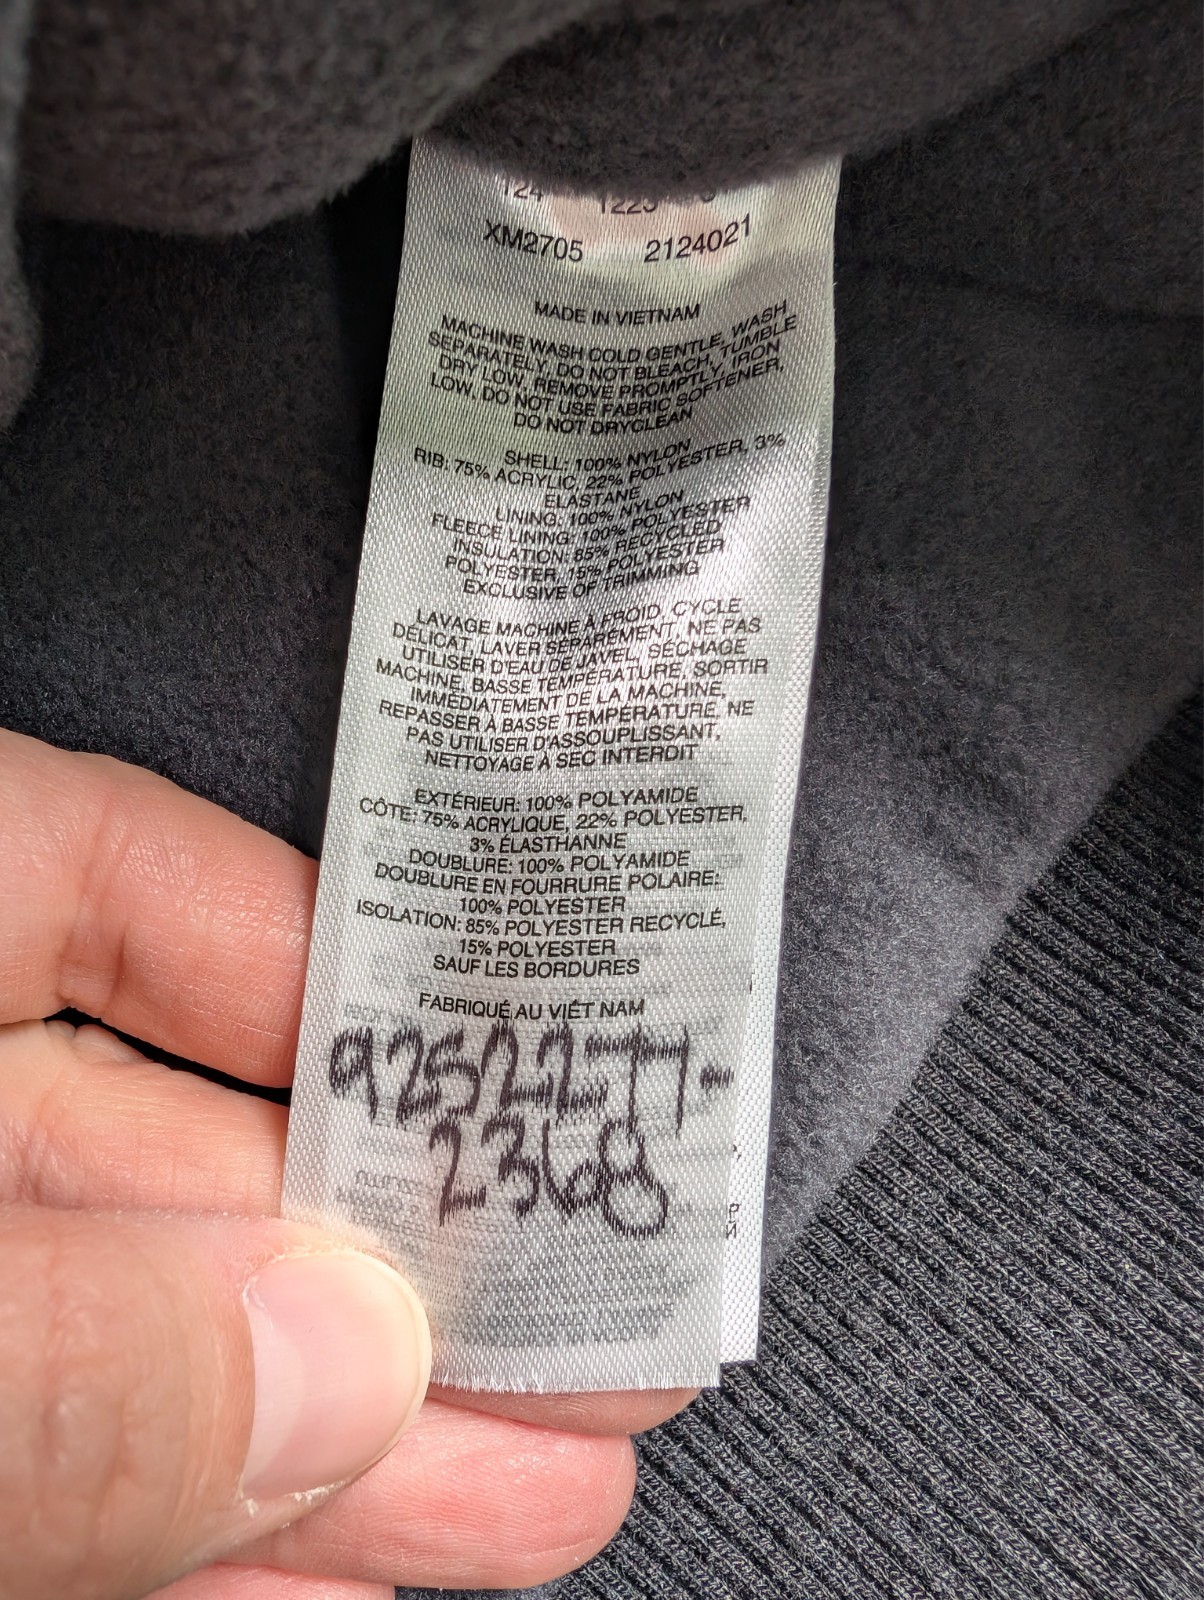 124 1223
XM2705 2124021
MADE IN VIETNAM
MACHINE WASH COLD GENTLE, WASH
SEPARATELY, DO NOT BLEACH, TUMBLE
DRY LOW, REMOVE PROMPTLY, IRON
LOW, DO NOT USE FABRIC SOFTENER,
DO NOT DRYCLEAN
SHELL: 100% NYLON
RIB: 75% ACRYLIC, 22% POLYESTER, 3%
ELASTANE
LINING: 100% NYLON
FLEECE LINING: 100% POLYESTER
INSULATION: 85% RECYCLED
POLYESTER, 15% POLYESTER
EXCLUSIVE OF TRIMMING
LAVAGE MACHINE À FROID, CYCLE
DÉLICAT, LAVER SÉPARÉMENT, NE PAS
UTILISER D'EAU DE JAVEL, SÉCHAGE
MACHINE, BASSE TEMPÉRATURE, SORTIR
IMMÉDIATEMENT DE LA MACHINE,
REPASSER À BASSE TEMPÉRATURE, NE
PAS UTILISER D'ASSOUPLISSANT,
NETTOYAGE À SEC INTERDIT
EXTÉRIEUR: 100% POLYAMIDE
CÔTE: 75% ACRYLIQUE, 22% POLYESTER,
3% ÉLASTHANNE
DOUBLURE: 100% POLYAMIDE
DOUBLURE EN FOURRURE POLAIRE:
100% POLYESTER
ISOLATION: 85% POLYESTER RECYCLÉ,
15% POLYESTER
SAUF LES BORDURES
FABRIQUÉ AU VIÊT NAM
9252277-
2368